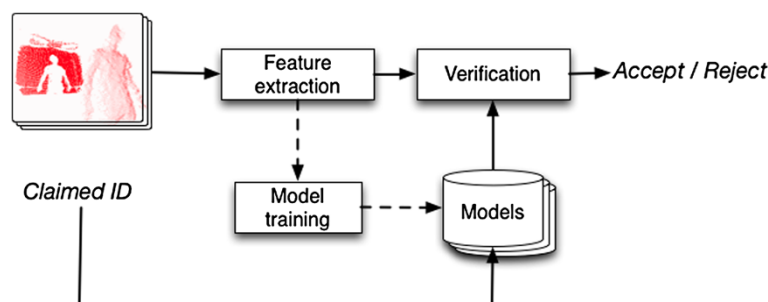 Feature
extraction
Verification
Accept / Reject
Claimed ID
Model
training
Models